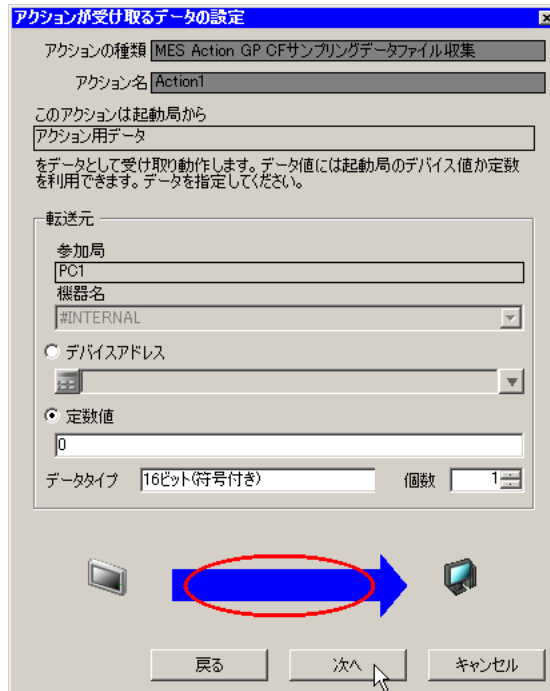 アクションが受け取るデータの設定
アクションの種類 MES Action GP CFサンプリングデータファイル収集
アクション名 Action1
このアクションは起動局から
アクション用データ
をデータとして受け取り動作します。データ値には起動局のデバイス値か定数
を利用できます。データを指定してください。
転送元
参加局
PC1
機器名
#INTERNAL
デバイスアドレス
定数値
0
データタイプ 16ビット(符号付き) 個数 1
戻る 次へ キャンセル